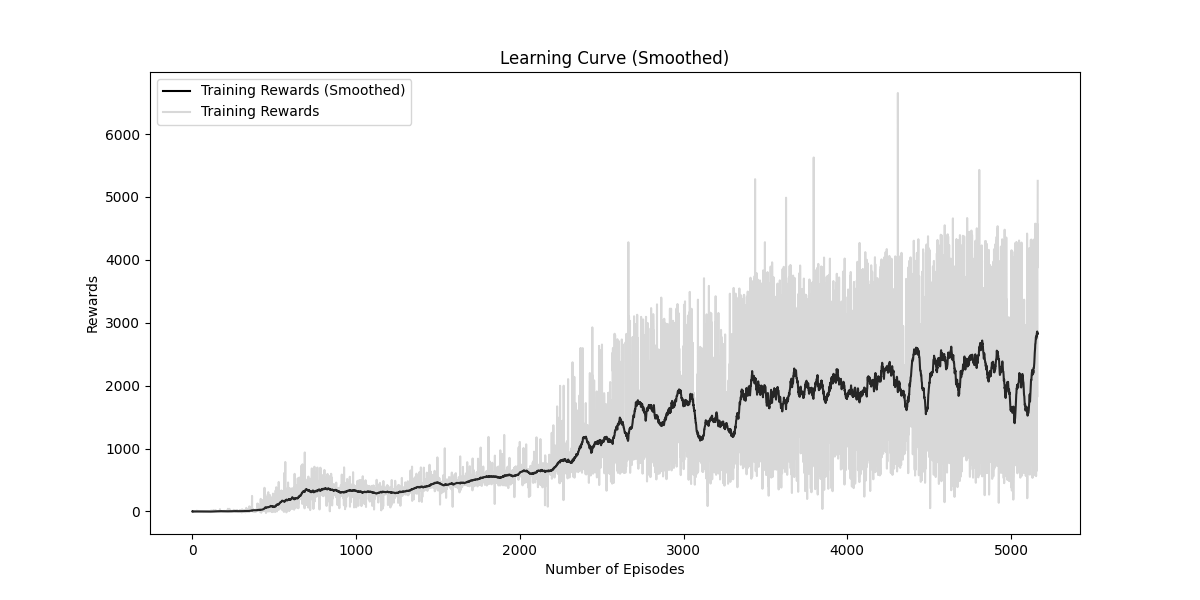 Learning Curve (Smoothed)
Training Rewards (Smoothed)
Training Rewards
6000
5000
4000
3000
2000
1000
0
Rewards
0 1000 2000 3000 4000 5000
Number of Episodes